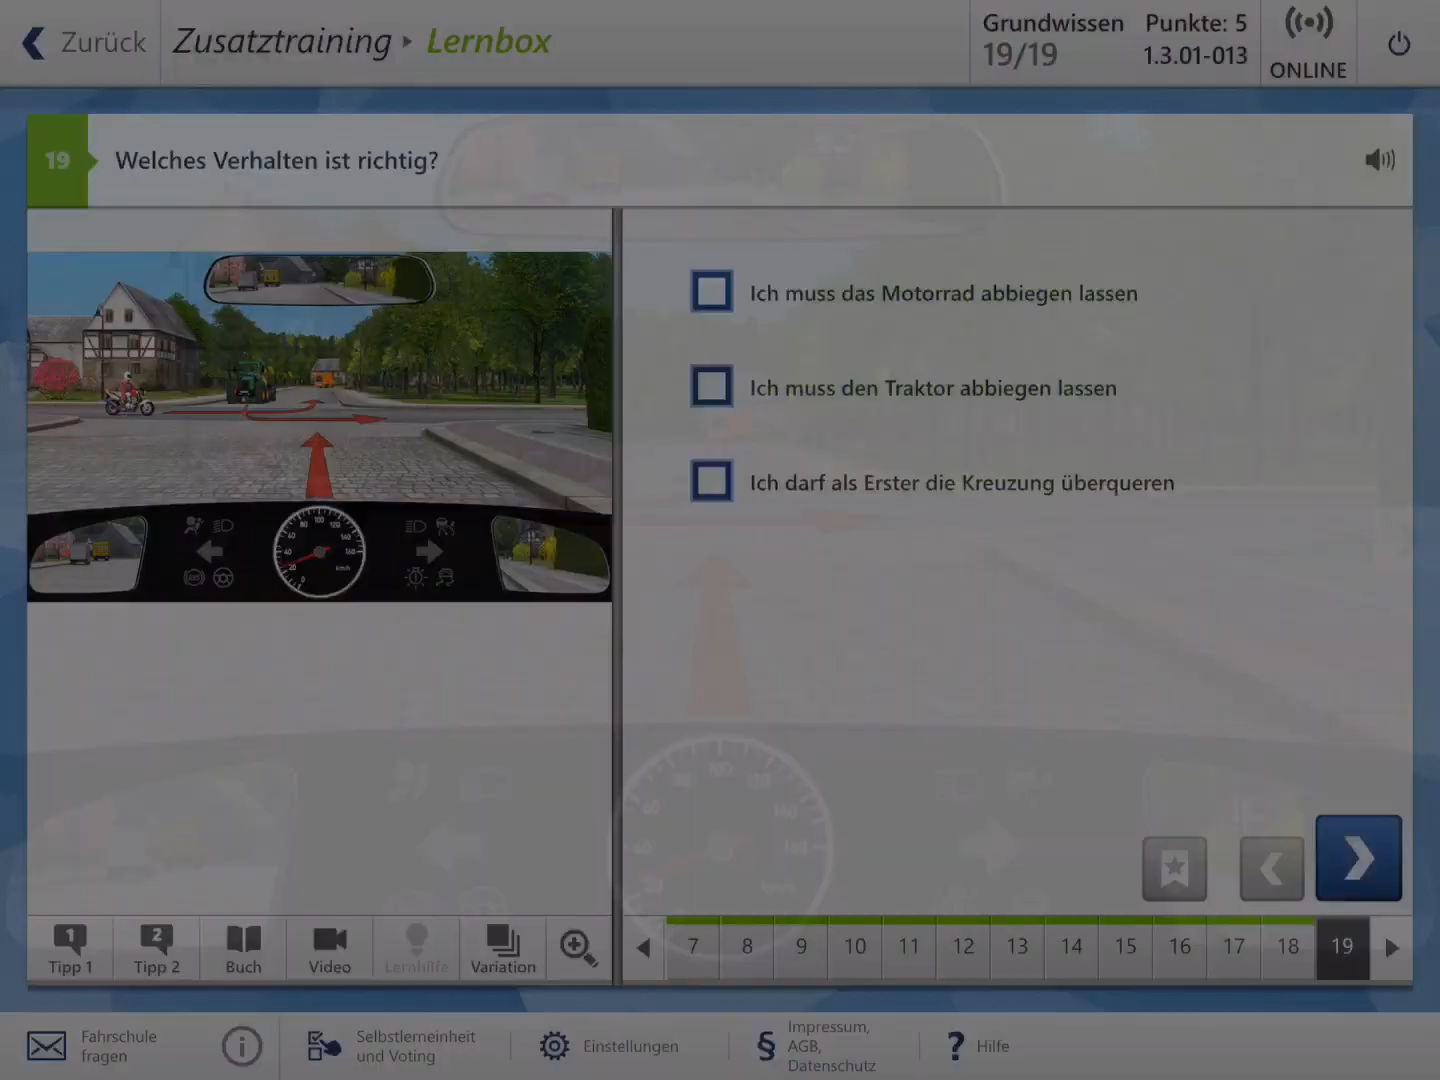 Zurück
Zusatztraining ▸ Lernbox
Grundwissen
19/19
Punkte: 5
1.3.01-013
ONLINE
19
Welches Verhalten ist richtig?
Ich muss das Motorrad abbiegen lassen
Ich muss den Traktor abbiegen lassen
Ich darf als Erster die Kreuzung überqueren
1
Tipp 1
2
Tipp 2
Buch
Video
Lernhilfe
Variation
7 8 9 10 11 12 13 14 15 16 17 18 19
Fahrschule
fragen
Selbstlerneinheit
und Voting
Einstellungen
§
Impressum,
AGB,
Datenschutz
? Hilfe